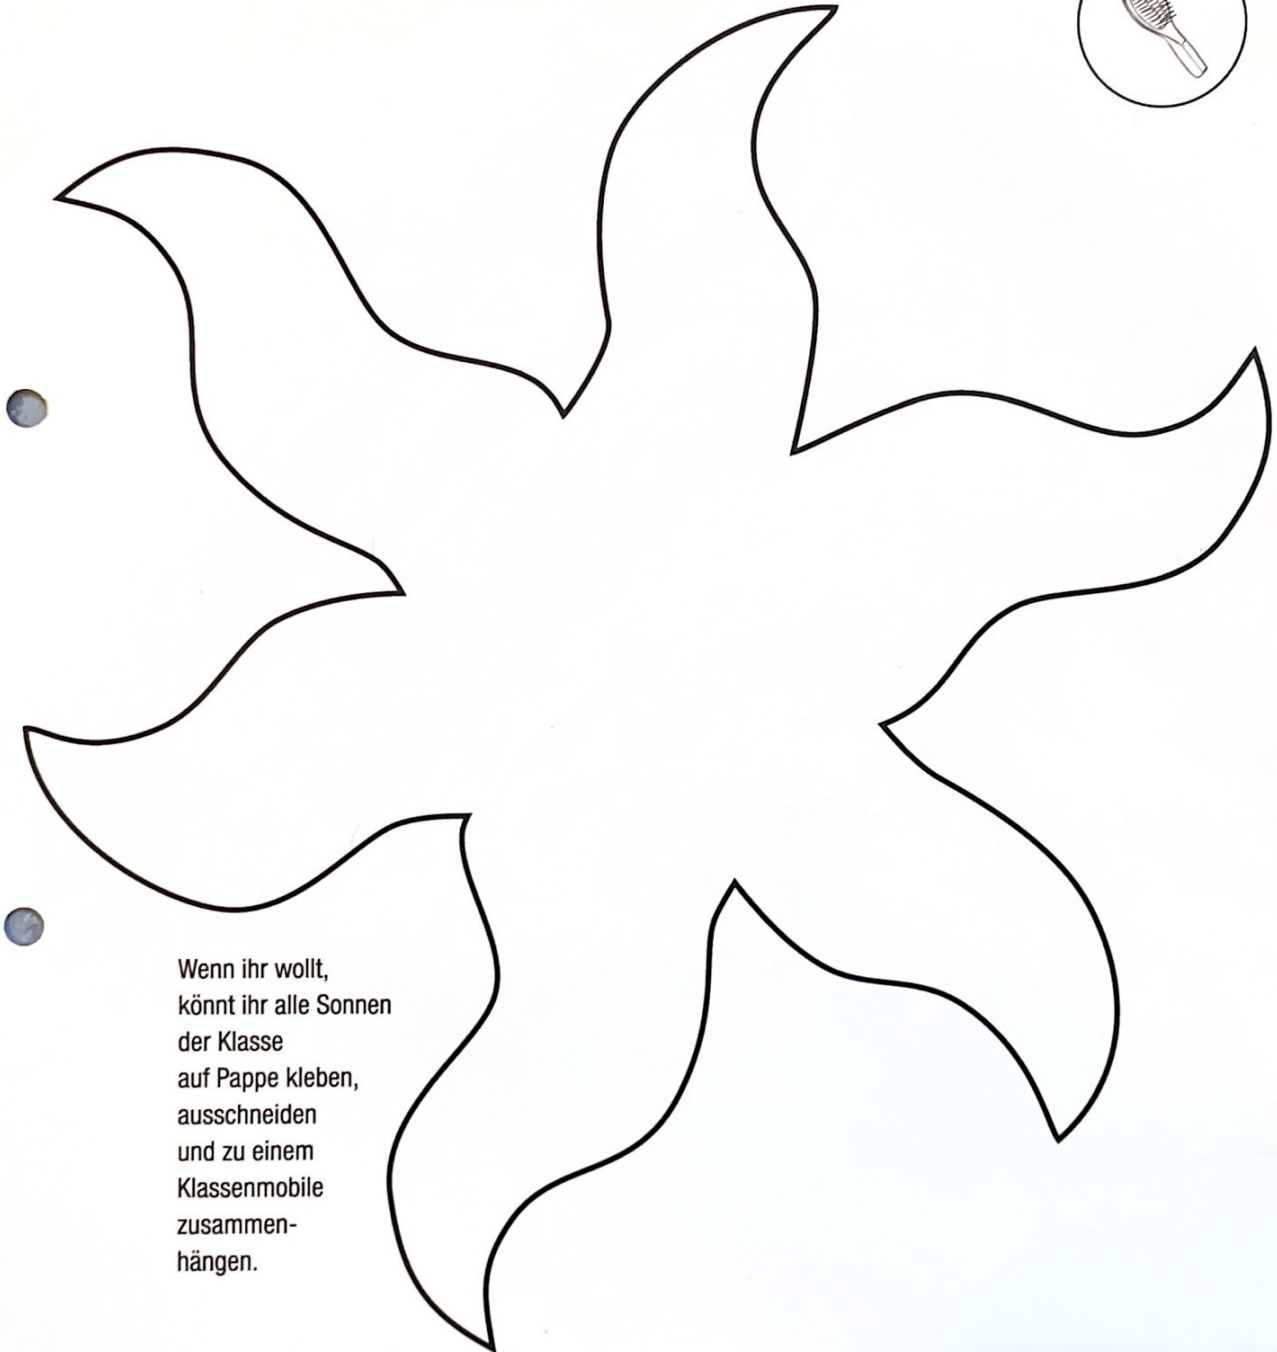 Wenn ihr wollt,
könnt ihr alle Sonnen
der Klasse
auf Pappe kleben,
ausschneiden
und zu einem
Klassenmobile
zusammen-
hängen.